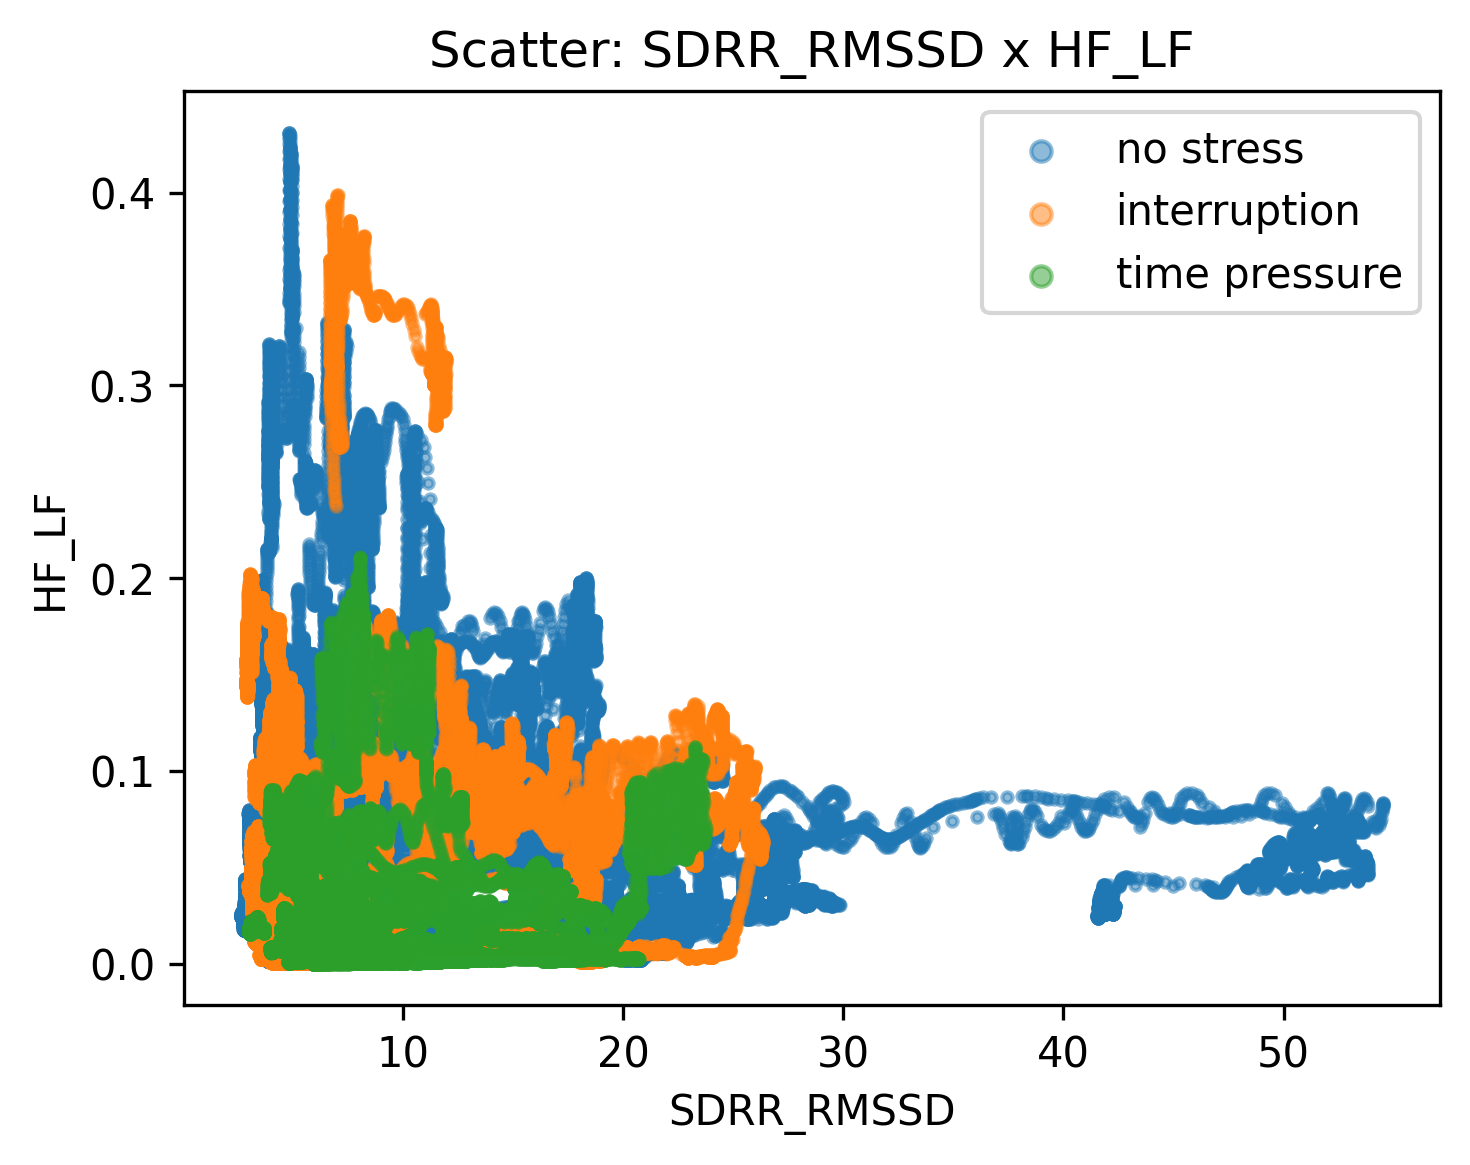 Scatter: SDRR_RMSSD x HF_LF
no stress
interruption
time pressure
HF_LF
0.4
0.3
0.2
0.1
0.0
10 20 30 40 50
SDRR_RMSSD